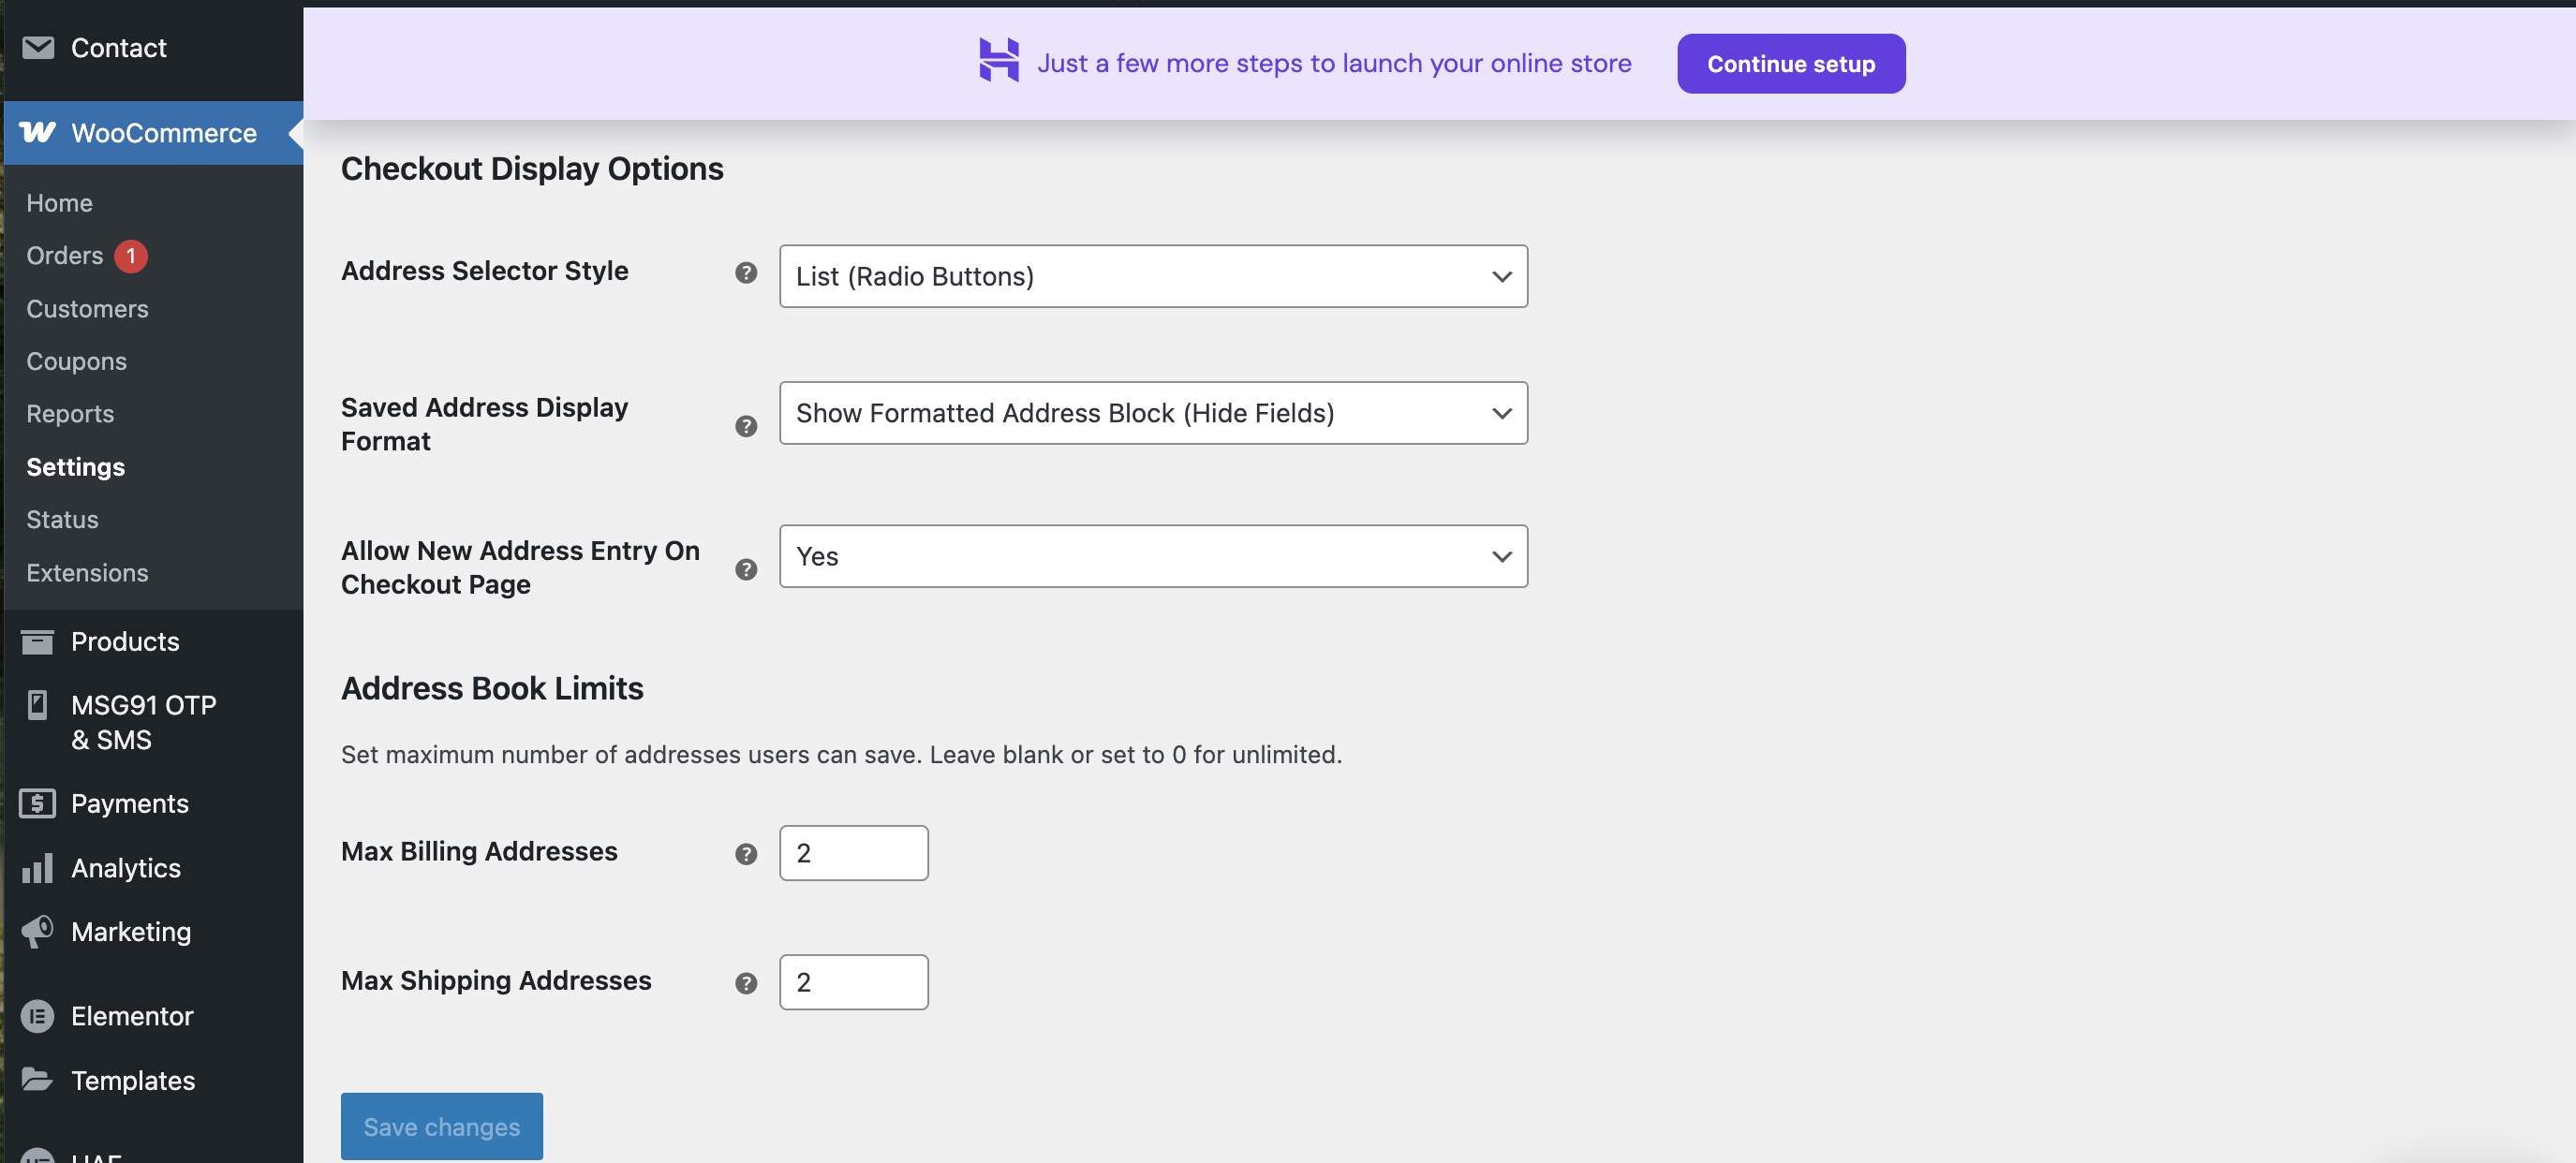 Contact
WooCommerce
Home
Orders 1
Customers
Coupons
Reports
Settings
Status
Extensions
Products
MSG91 OTP
& SMS
Payments
Analytics
Marketing
Elementor
Templates
Just a few more steps to launch your online store
Continue setup
Checkout Display Options
Address Selector Style
List (Radio Buttons)
Saved Address Display
Format
Show Formatted Address Block (Hide Fields)
Allow New Address Entry On
Checkout Page
Yes
Address Book Limits
Set maximum number of addresses users can save. Leave blank or set to 0 for unlimited.
Max Billing Addresses
2
Max Shipping Addresses
2
Save changes